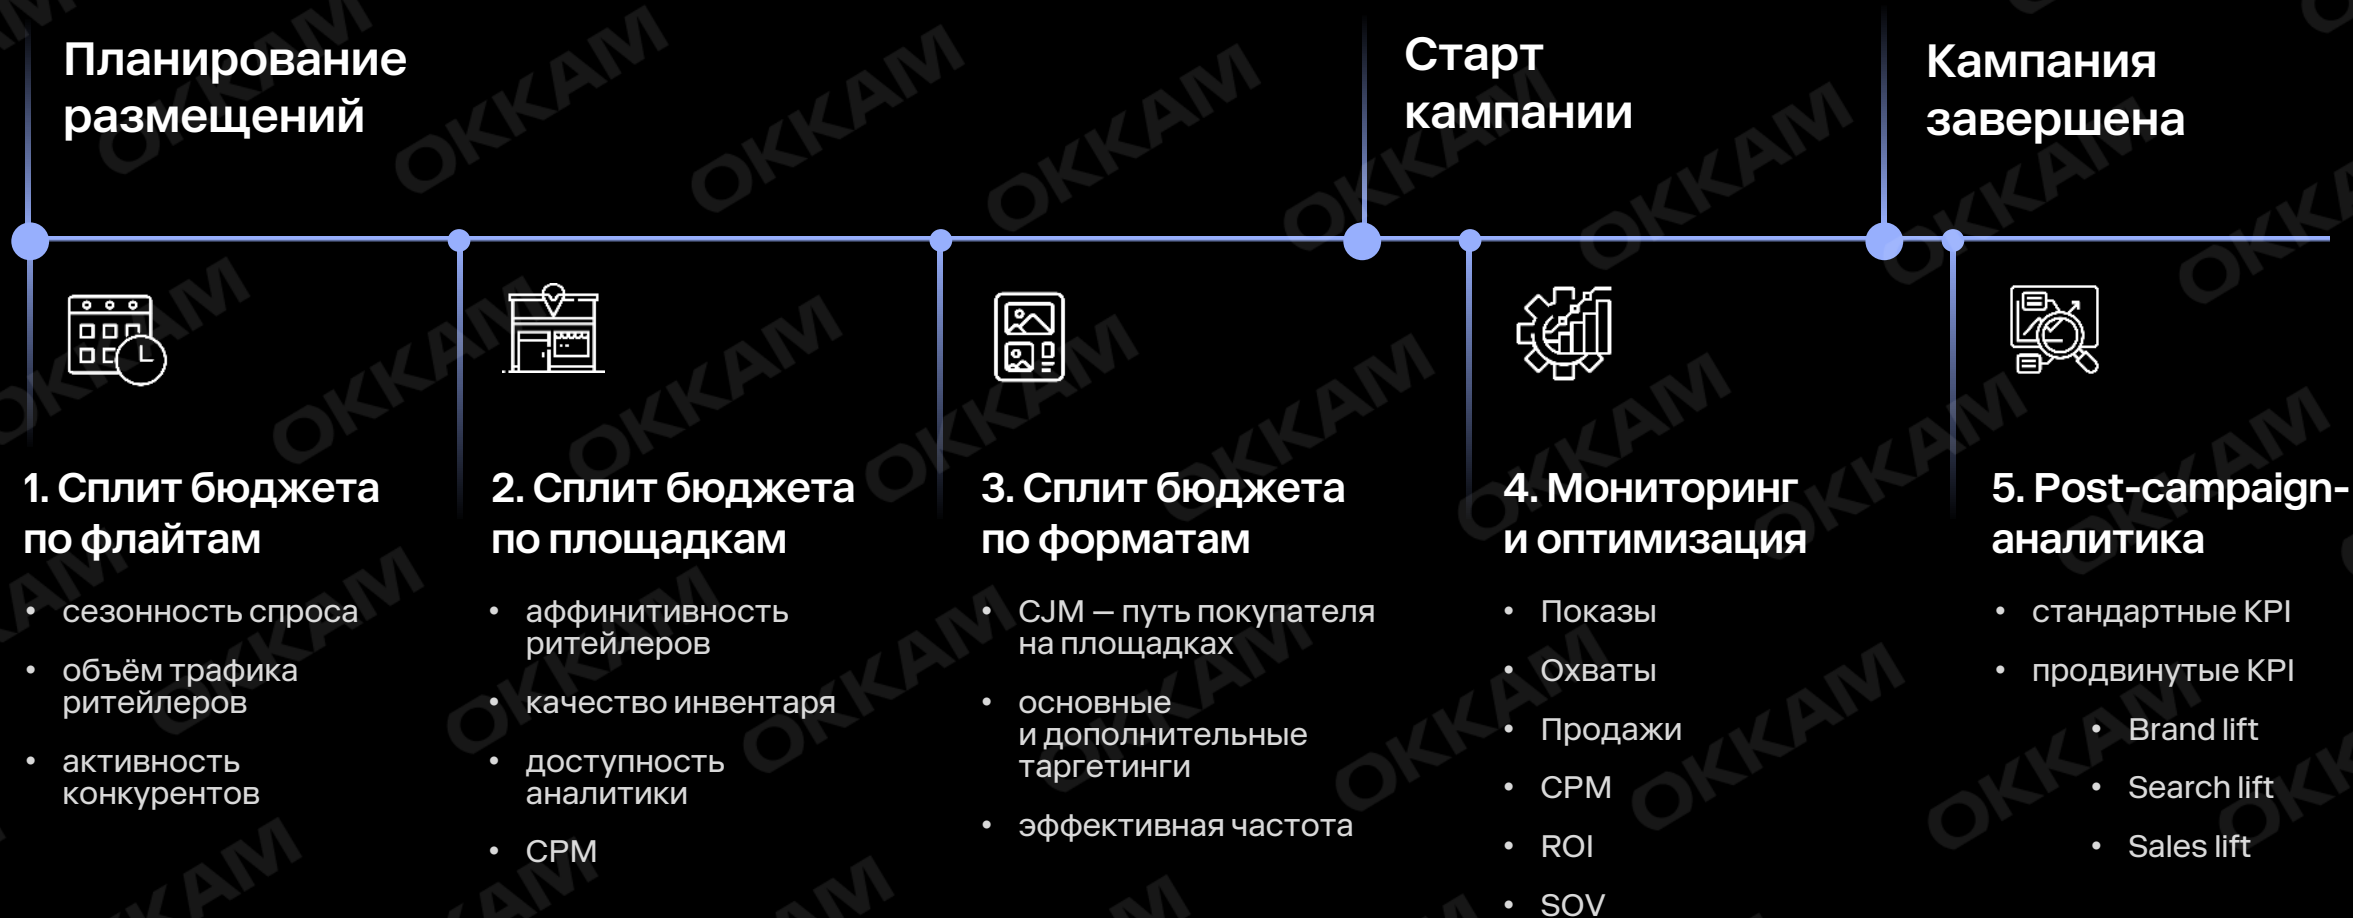 Планирование
размещений
Старт
кампании
Кампания
завершена
1. Сплит бюджета
по флайтам
• сезонность спроса
• объём трафика
ритейлеров
• активность
конкурентов
2. Сплит бюджета
по площадкам
• аффинитивность
ритейлеров
• качество инвентаря
• доступность
аналитики
• CPM
3. Сплит бюджета
по форматам
• CJM — путь покупателя
на площадках
• основные
и дополнительные
таргетинги
• эффективная частота
4. Мониторинг
и оптимизация
• Показы
• Охваты
• Продажи
• CPM
• ROI
• SOV
5. Post-campaign-
аналитика
• стандартные KPI
• продвинутые KPI
• Brand lift
• Search lift
• Sales lift
OKKAM